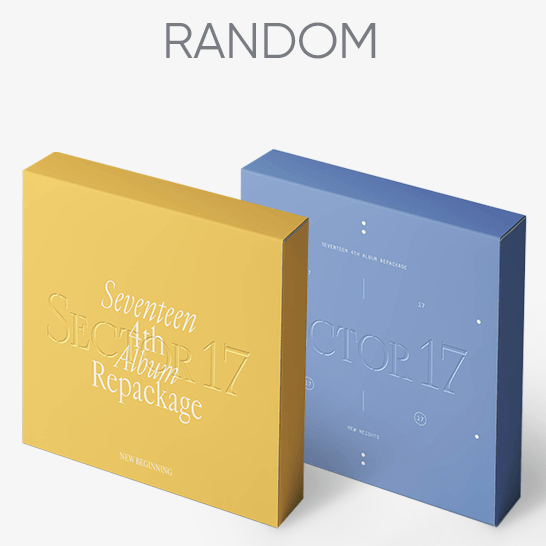 RANDOM
Seventeen
4th
Album
Repackage
SECTOR 17
NEW BEGINNING
SEVENTEEN 4TH ALBUM REPACKAGE
17
17
CTOR 17
17
NEW HEIGHTS